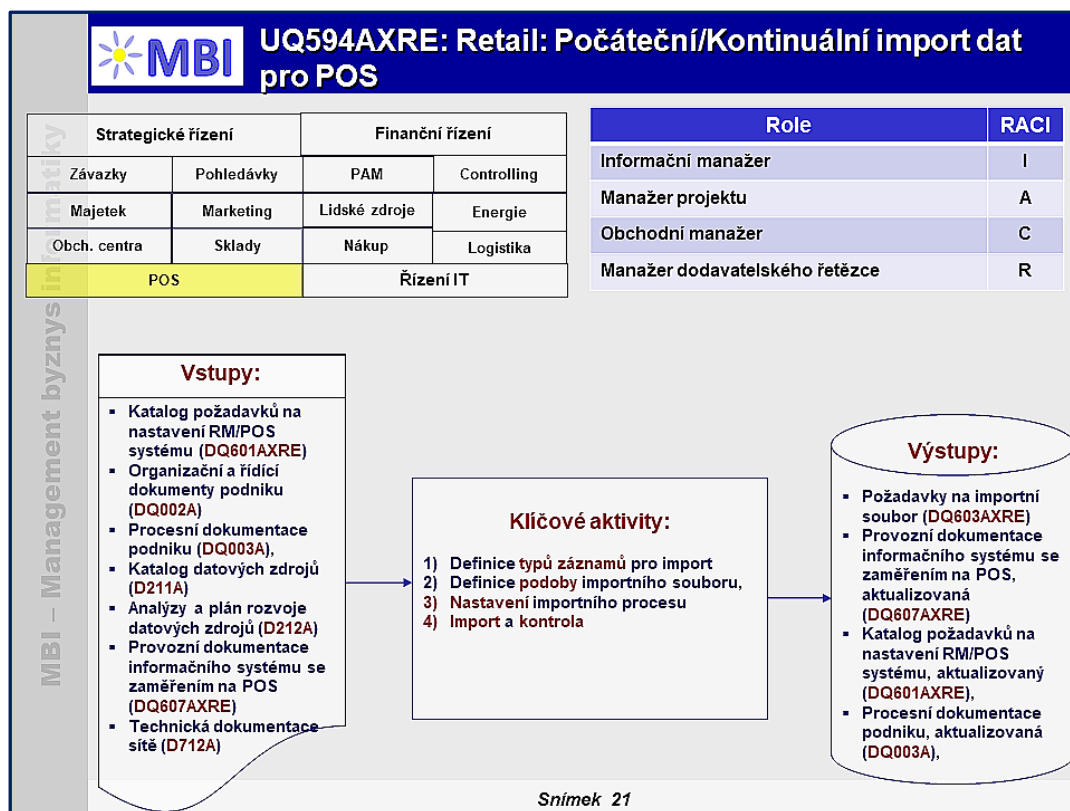 MBI
UQ594AXRE: Retail: Počáteční/Kontinuální import dat
pro POS
MBI – Management byznys informatiky
Strategické řízení Finanční řízení
Závazky Pohledávky PAM Controlling
Majetek Marketing Lidské zdroje Energie
Obch. centra Sklady Nákup Logistika
POS Řízení IT
Role RACI
Informační manažer I
Manažer projektu A
Obchodní manažer C
Manažer dodavatelského řetězce R
Vstupy:
▪ Katalog požadavků na
nastavení RM/POS
systému (DQ601AXRE)
▪ Organizační a řídící
dokumenty podniku
(DQ002A)
▪ Procesní dokumentace
podniku (DQ003A),
▪ Katalog datových zdrojů
(D211A)
▪ Analýzy a plán rozvoje
datových zdrojů (D212A)
▪ Provozní dokumentace
informačního systému se
zaměřením na POS
(DQ607AXRE)
▪ Technická dokumentace
sítě (D712A)
Klíčové aktivity:
1) Definice typů záznamů pro import
2) Definice podoby importního souboru,
3) Nastavení importního procesu
4) Import a kontrola
Výstupy:
▪ Požadavky na importní
soubor (DQ603AXRE)
▪ Provozní dokumentace
informačního systému se
zaměřením na POS,
aktualizovaná
(DQ607AXRE)
▪ Katalog požadavků na
nastavení RM/POS
systému, aktualizovaný
(DQ601AXRE),
▪ Procesní dokumentace
podniku, aktualizovaná
(DQ003A),
Snímek 21